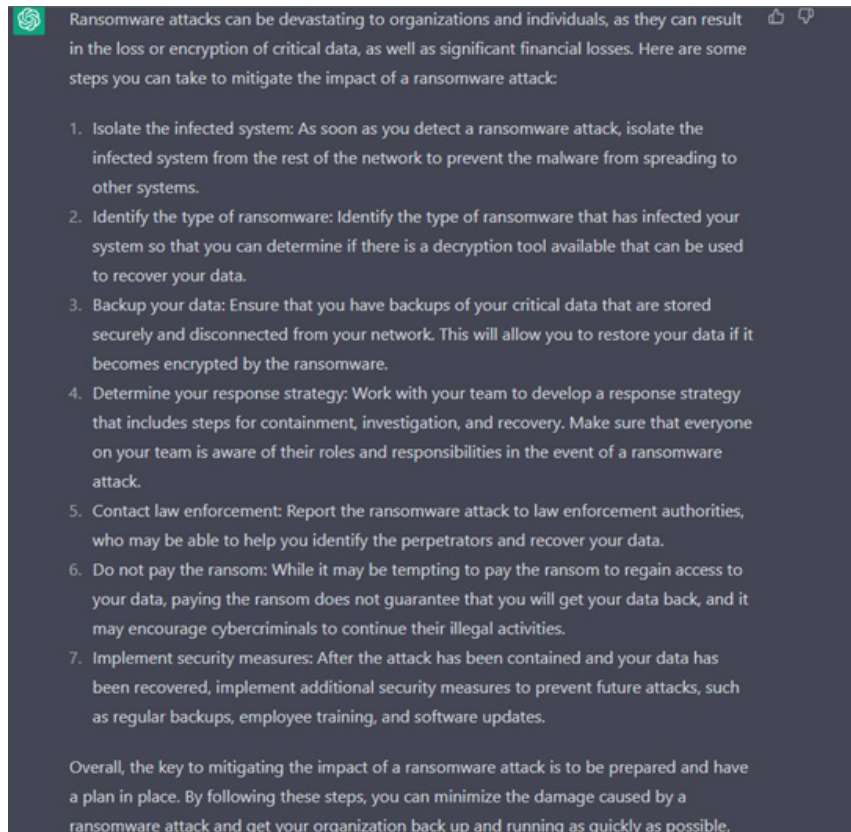 Ransomware attacks can be devastating to organizations and individuals, as they can result
in the loss or encryption of critical data, as well as significant financial losses. Here are some
steps you can take to mitigate the impact of a ransomware attack:
1. Isolate the infected system: As soon as you detect a ransomware attack, isolate the
infected system from the rest of the network to prevent the malware from spreading to
other systems.
2. Identify the type of ransomware: Identify the type of ransomware that has infected your
system so that you can determine if there is a decryption tool available that can be used
to recover your data.
3. Backup your data: Ensure that you have backups of your critical data that are stored
securely and disconnected from your network. This will allow you to restore your data if it
becomes encrypted by the ransomware.
4. Determine your response strategy: Work with your team to develop a response strategy
that includes steps for containment, investigation, and recovery. Make sure that everyone
on your team is aware of their roles and responsibilities in the event of a ransomware
attack.
5. Contact law enforcement: Report the ransomware attack to law enforcement authorities,
who may be able to help you identify the perpetrators and recover your data.
6. Do not pay the ransom: While it may be tempting to pay the ransom to regain access to
your data, paying the ransom does not guarantee that you will get your data back, and it
may encourage cybercriminals to continue their illegal activities.
7. Implement security measures: After the attack has been contained and your data has
been recovered, implement additional security measures to prevent future attacks, such
as regular backups, employee training, and software updates.
Overall, the key to mitigating the impact of a ransomware attack is to be prepared and have
a plan in place. By following these steps, you can minimize the damage caused by a
ransomware attack and get your organization back up and running as quickly as possible.